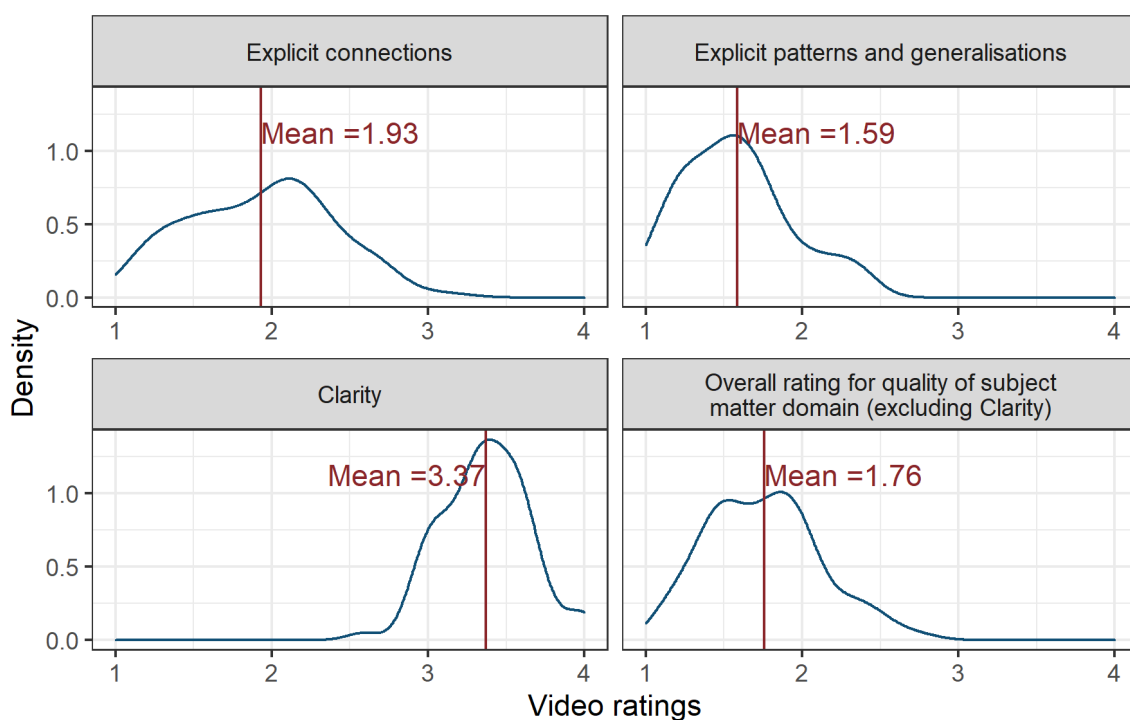 Explicit connections
Explicit patterns and generalisations
Mean =1.93
Mean =1.59
1.0
0.5
0.0
1 2 3 4
1 2 3 4
Clarity
Overall rating for quality of subject
matter domain (excluding Clarity)
Mean =3.37
Mean =1.76
1.0
0.5
0.0
1 2 3 4
1 2 3 4
Density
Video ratings